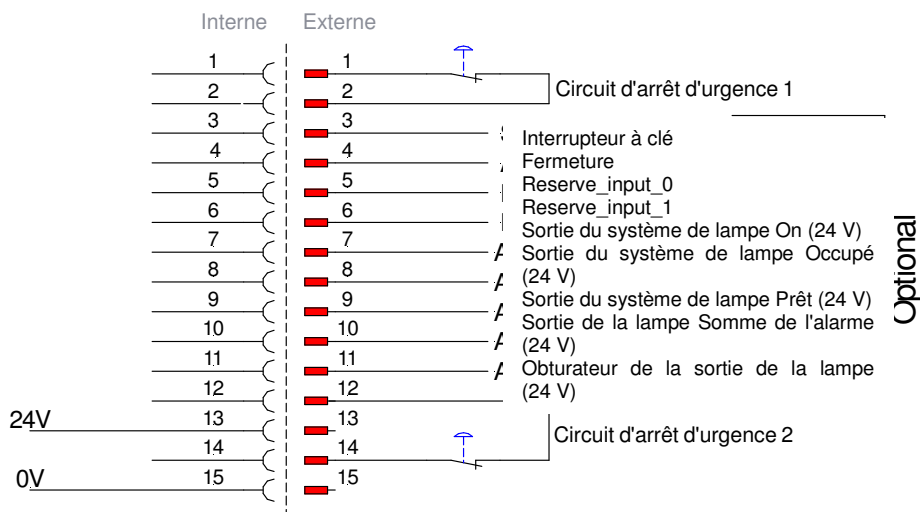 Interne Externe
1 1
2 2 Circuit d'arrêt d'urgence 1
3 3 Interrupteur à clé
4 4 Fermeture
5 5 Reserve_input_0
6 6 Reserve_input_1
7 7 Sortie du système de lampe On (24 V)
8 8 Sortie du système de lampe Occupé
(24 V)
9 9 Sortie du système de lampe Prêt (24 V)
10 10 Sortie de la lampe Somme de l'alarme
(24 V)
11 11 Obturateur de la sortie de la lampe
(24 V)
12 12
24V 13 13
14 14 Circuit d'arrêt d'urgence 2
0V 15 15
Optional